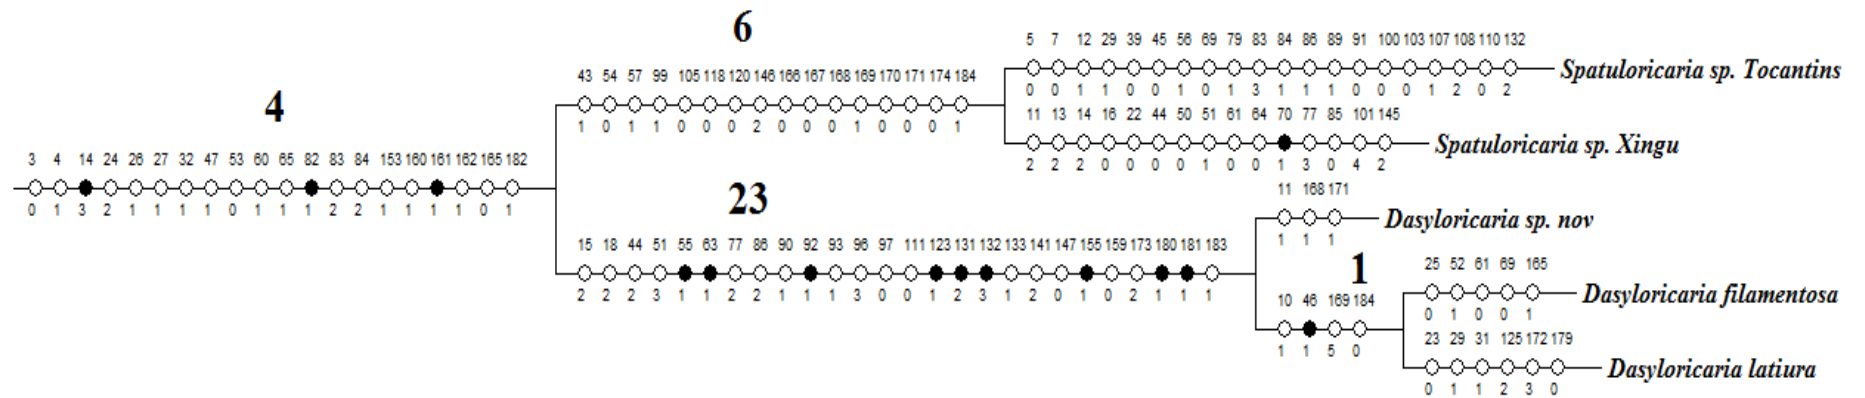 6
5 7 12 29 39 45 56 69 79 83 84 86 89 91 100 103 107 108 110 132
Spatuloricaria sp. Tocantins
0 0 1 1 0 0 1 0 1 3 1 1 1 0 0 0 1 2 0 2
43 54 57 99 105 118 120 146 166 167 168 169 170 171 174 184
1 0 1 1 0 0 0 2 0 0 0 1 0 0 0 1
11 13 14 16 22 44 50 51 61 64 70 77 85 101 145
Spatuloricaria sp. Xingu
2 2 2 0 0 0 0 1 0 0 1 3 0 4 2
4
3 4 14 24 26 27 32 47 53 60 65 82 83 84 153 160 161 162 165 182
0 1 3 2 1 1 1 0 1 1 1 2 2 1 1 1 1 0 1
23
11 168 171
Dasyloricaria sp. nov
1 1 1
15 18 44 51 55 63 77 86 90 92 93 96 97 111 123 131 132 133 141 147 155 159 173 180 181 183
2 2 2 3 1 1 2 2 1 1 1 3 0 0 1 2 3 1 2 0 1 0 2 1 1 1
1
25 52 61 69 165
Dasyloricaria filamentosa
0 1 0 0 1
10 46 169 184
1 1 5 0
23 29 31 125 172 179
Dasyloricaria latiura
0 1 1 2 3 0